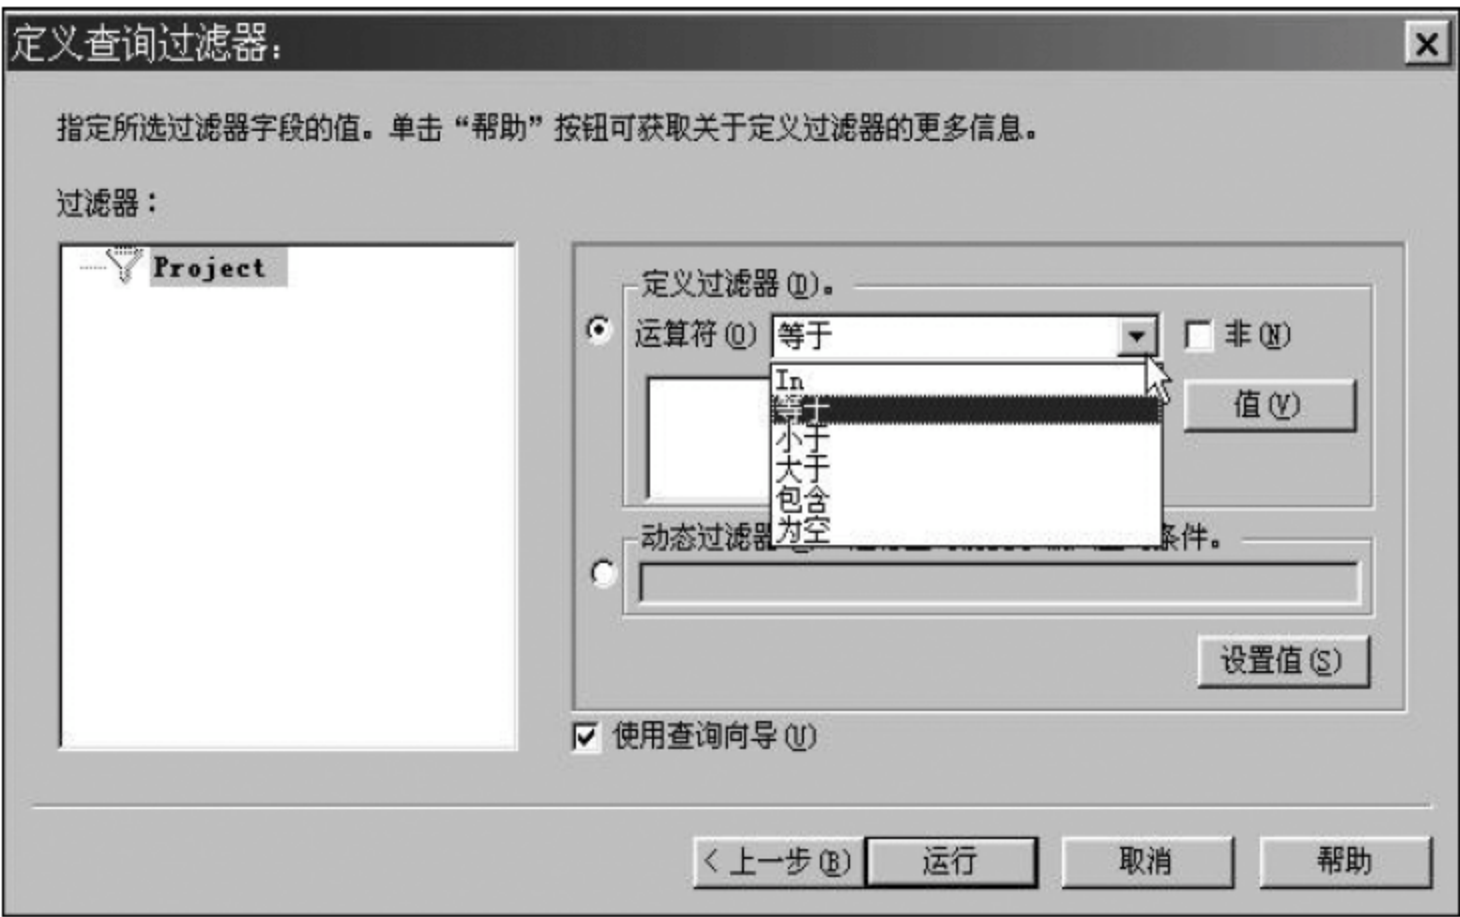 定义查询过滤器：
指定所选过滤器字段的值。单击“帮助”按钮可获取关于定义过滤器的更多信息。
过滤器：
Project
定义过滤器(D)。
运算符(O) 等于
非(N)
In
等于
小于
大于
包含
为空
值(V)
动态过滤器 条件。
设置值(S)
使用查询向导(U)
< 上一步(B) 运行 取消 帮助